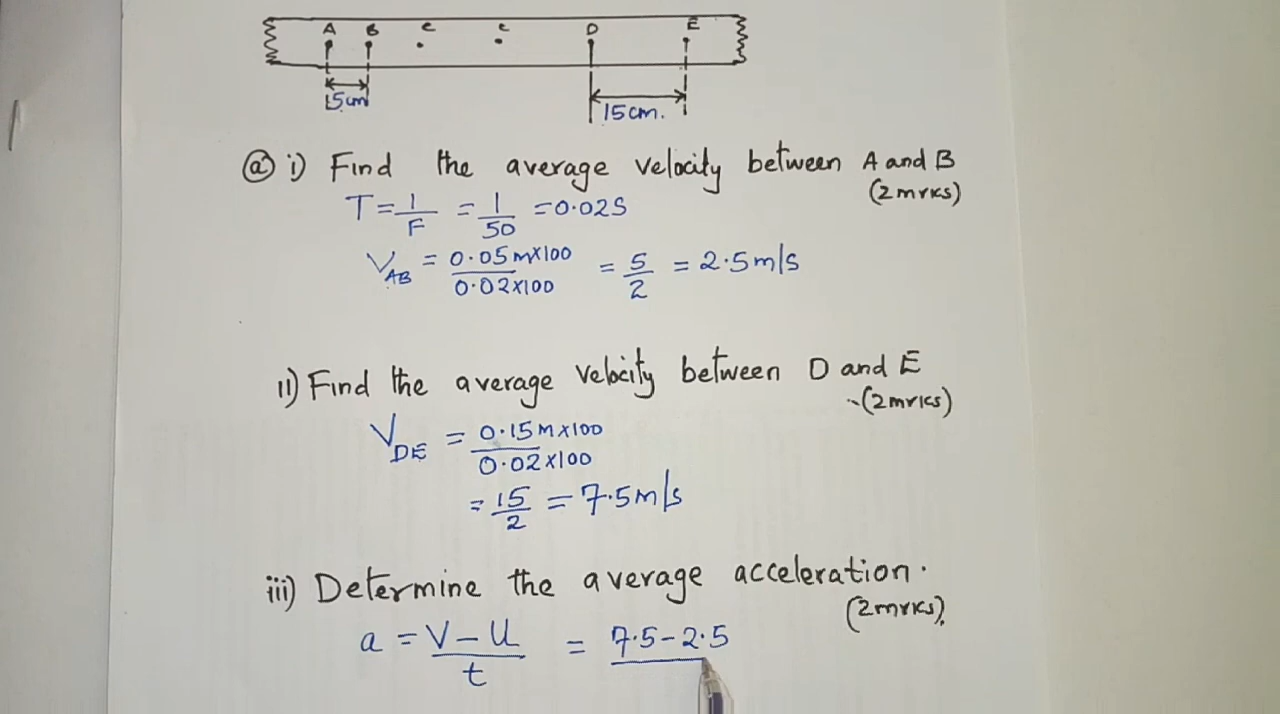 A B c c D E
15cm
15cm.
ⓐ i) Find the average velocity between A and B
(2mrks)
T = 1/F = 1/50 = 0.02S
V_AB = 0.05m×100 / 0.02×100 = 5/2 = 2.5m/s
ii) Find the average velocity between D and E
-(2mrks)
V_DE = 0.15m×100 / 0.02×100
= 15/2 = 7.5m/s
iii) Determine the average acceleration.
(2mrks).
a = V-U / t = 7.5-2.5